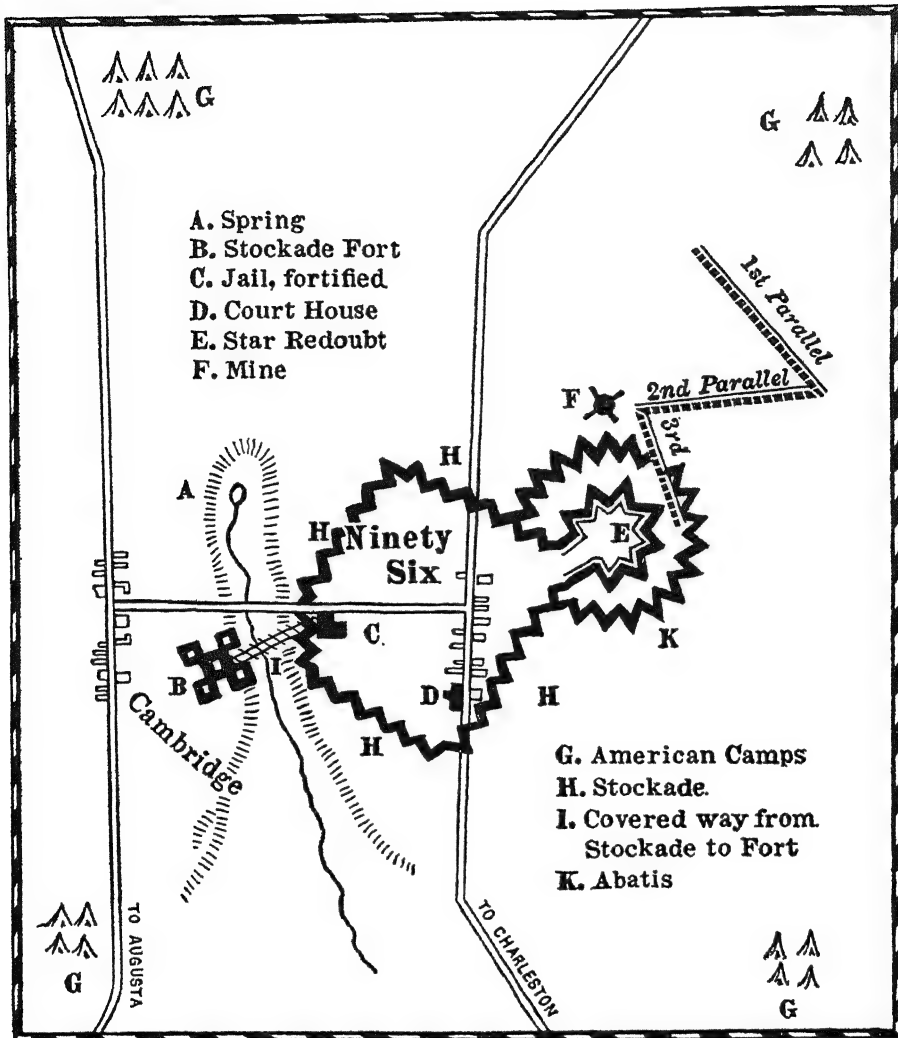 G
G
A. Spring
B. Stockade Fort
C. Jail, fortified
D. Court House
E. Star Redoubt
F. Mine
1st Parallel
2nd Parallel
3rd
F
H
A
H
Ninety
Six
E
C.
K
I
B
D
H
H
Cambridge
G. American Camps
H. Stockade.
I. Covered way from
Stockade to Fort
K. Abatis
TO AUGUSTA
TO CHARLESTON
G
G